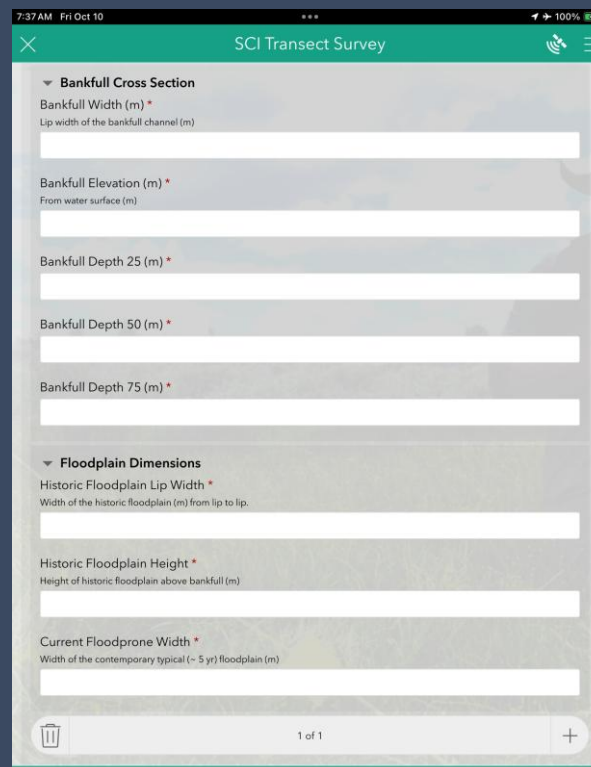 7:37 AM Fri Oct 10
100%
SCI Transect Survey
Bankfull Cross Section
Bankfull Width (m) *
Lip width of the bankfull channel (m)
Bankfull Elevation (m) *
From water surface (m)
Bankfull Depth 25 (m) *
Bankfull Depth 50 (m) *
Bankfull Depth 75 (m) *
Floodplain Dimensions
Historic Floodplain Lip Width *
Width of the historic floodplain (m) from lip to lip.
Historic Floodplain Height *
Height of historic floodplain above bankfull (m)
Current Floodprone Width *
Width of the contemporary typical (~ 5 yr) floodplain (m)
1 of 1